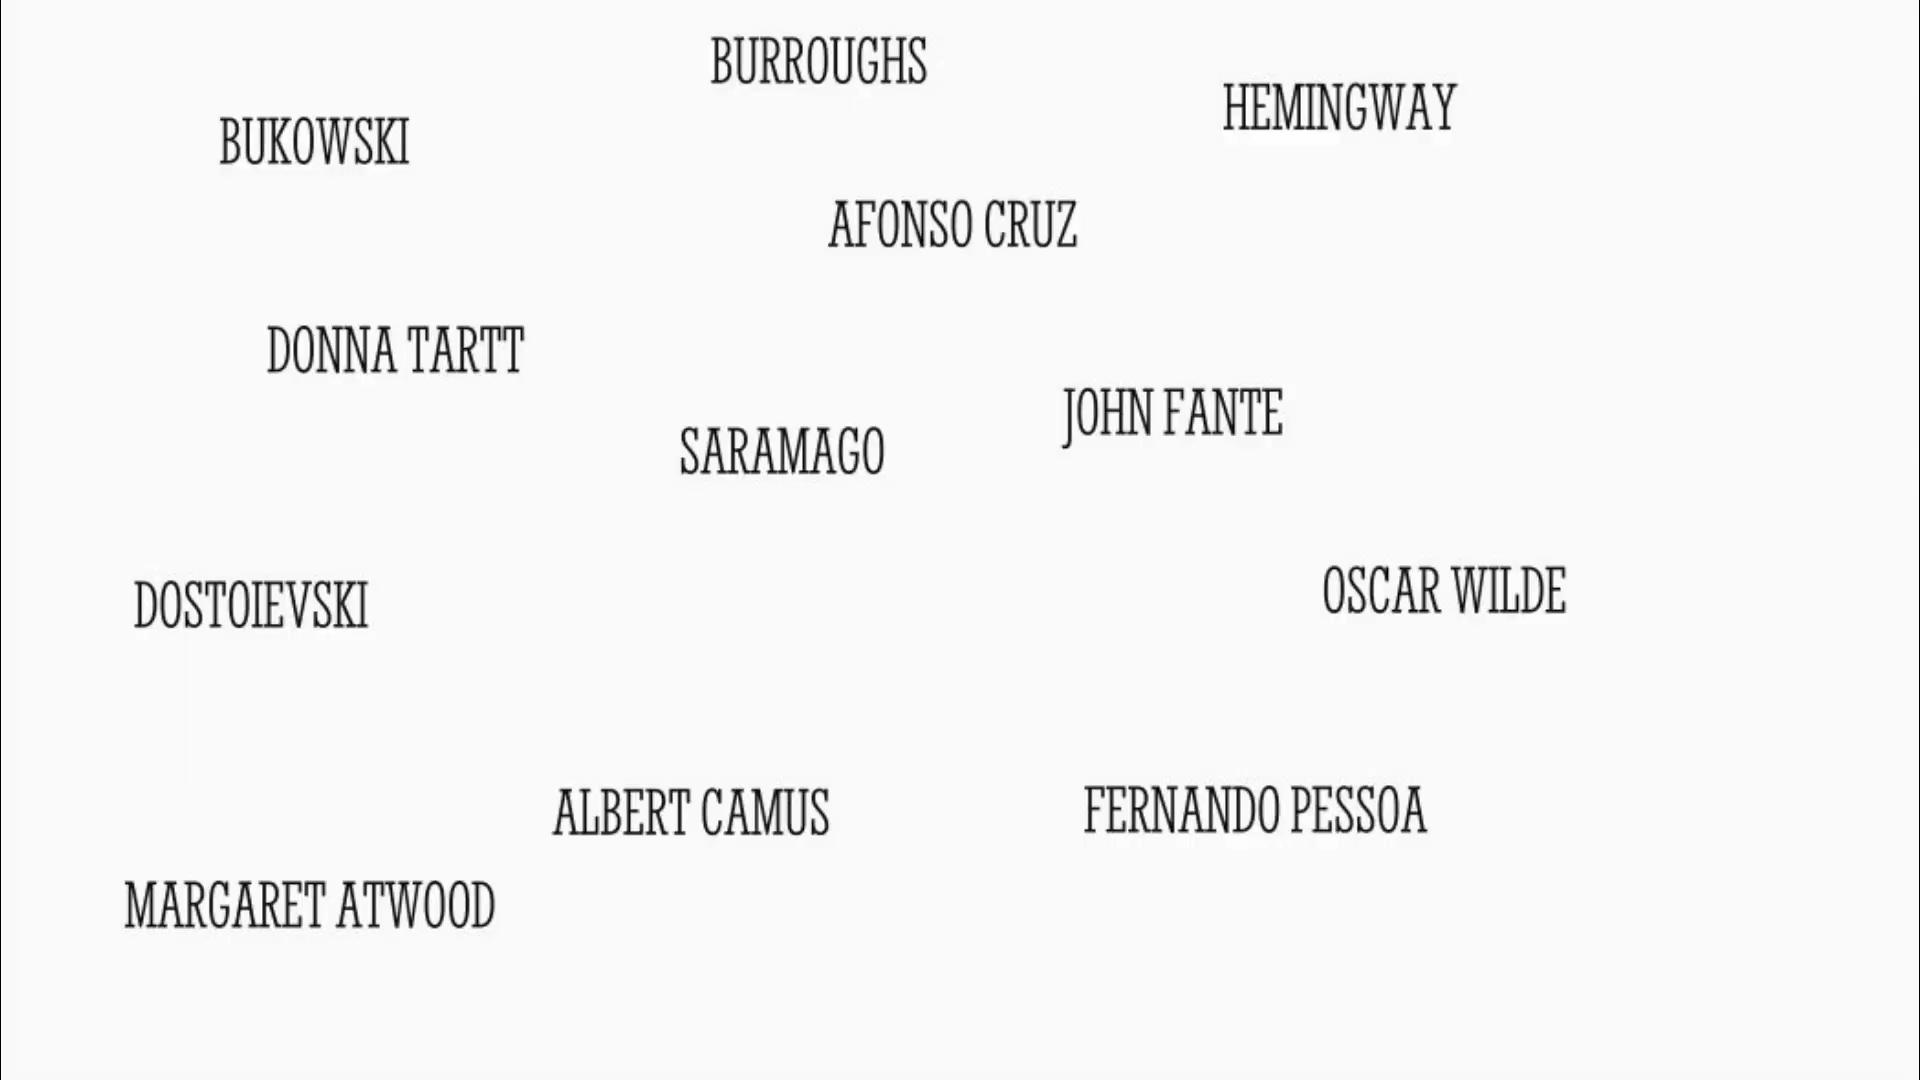 BURROUGHS
HEMINGWAY
BUKOWSKI
AFONSO CRUZ
DONNA TARTT
JOHN FANTE
SARAMAGO
OSCAR WILDE
DOSTOIEVSKI
ALBERT CAMUS
FERNANDO PESSOA
MARGARET ATWOOD